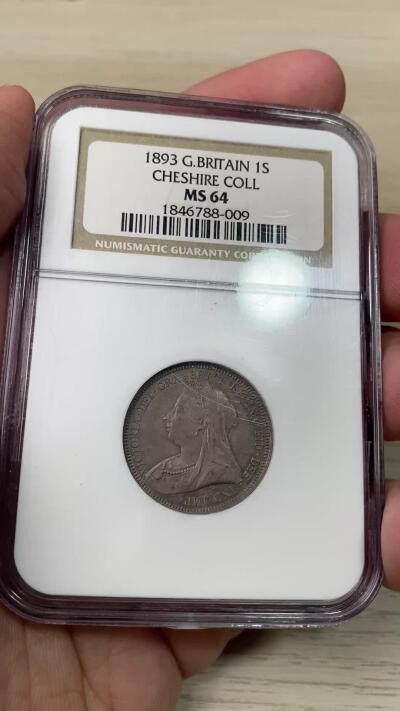 1893 G.BRITAIN 1S
CHESHIRE COLL
MS 64
1846788-009
NUMISMATIC GUARANTY